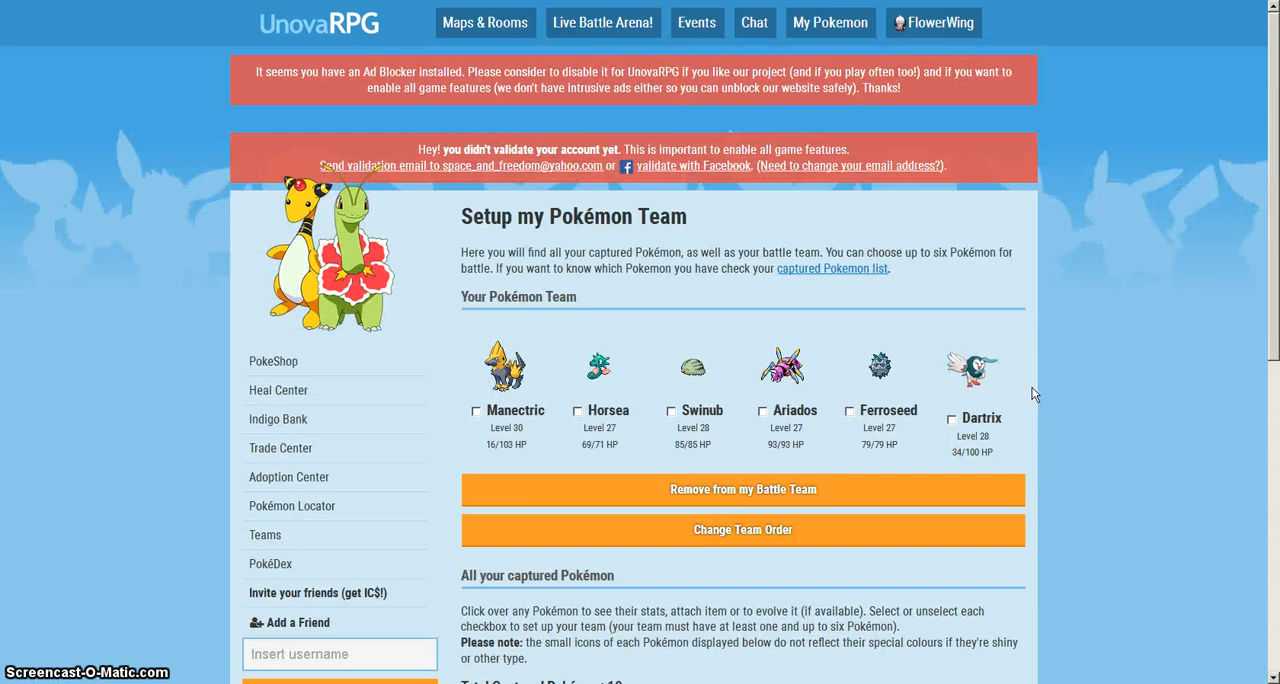 UnovaRPG
Maps & Rooms
Live Battle Arena!
Events
Chat
My Pokemon
FlowerWing
It seems you have an Ad Blocker installed. Please consider to disable it for UnovaRPG if you like our project (and if you play often too!) and if you want to
enable all game features (we don't have intrusive ads either so you can unblock our website safely). Thanks!
Hey! you didn't validate your account yet. This is important to enable all game features.
Send validation email to space_and_freedom@yahoo.com or validate with Facebook. (Need to change your email address?).
Setup my Pokémon Team
Here you will find all your captured Pokémon, as well as your battle team. You can choose up to six Pokémon for
battle. If you want to know which Pokemon you have check your captured Pokemon list.
Your Pokémon Team
Manectric
Level 30
16/103 HP
Horsea
Level 27
69/71 HP
Swinub
Level 28
85/85 HP
Ariados
Level 27
93/93 HP
Ferroseed
Level 27
79/79 HP
Dartrix
Level 28
34/100 HP
Remove from my Battle Team
Change Team Order
All your captured Pokémon
Click over any Pokémon to see their stats, attach item or to evolve it (if available). Select or unselect each
checkbox to set up your team (your team must have at least one and up to six Pokémon).
Please note: the small icons of each Pokémon displayed below do not reflect their special colours if they're shiny
or other type.
PokeShop
Heal Center
Indigo Bank
Trade Center
Adoption Center
Pokémon Locator
Teams
PokéDex
Invite your friends (get IC$!)
Add a Friend
Insert username
Screencast-O-Matic.com